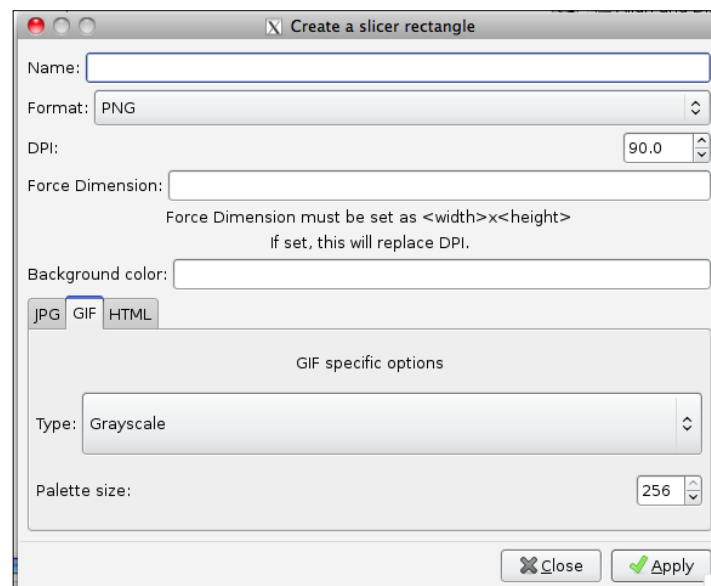 Create a slicer rectangle
Name:
Format: PNG
DPI: 90.0
Force Dimension:
Force Dimension must be set as <width>x<height>
If set, this will replace DPI.
Background color:
JPG GIF HTML
GIF specific options
Type: Grayscale
Palette size: 256
Close Apply